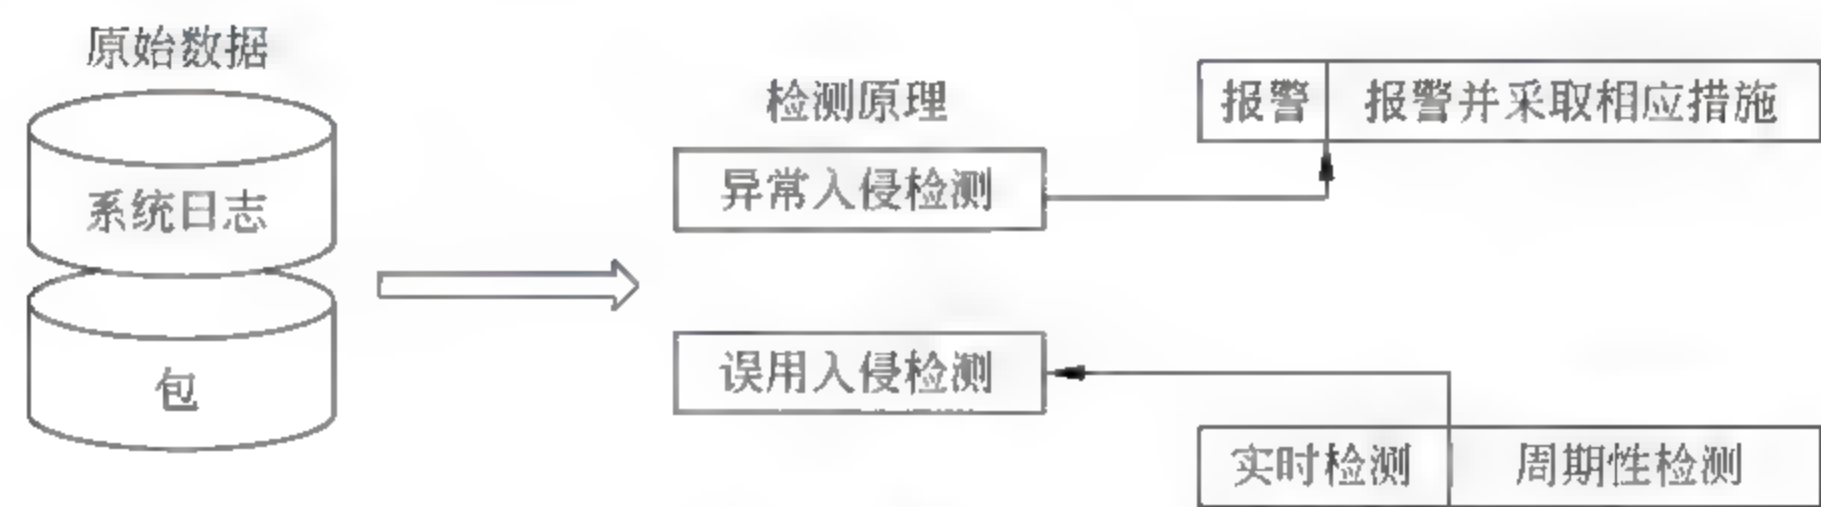 原始数据
系统日志
包
检测原理
异常入侵检测
误用入侵检测
报警 报警并采取相应措施
实时检测 周期性检测